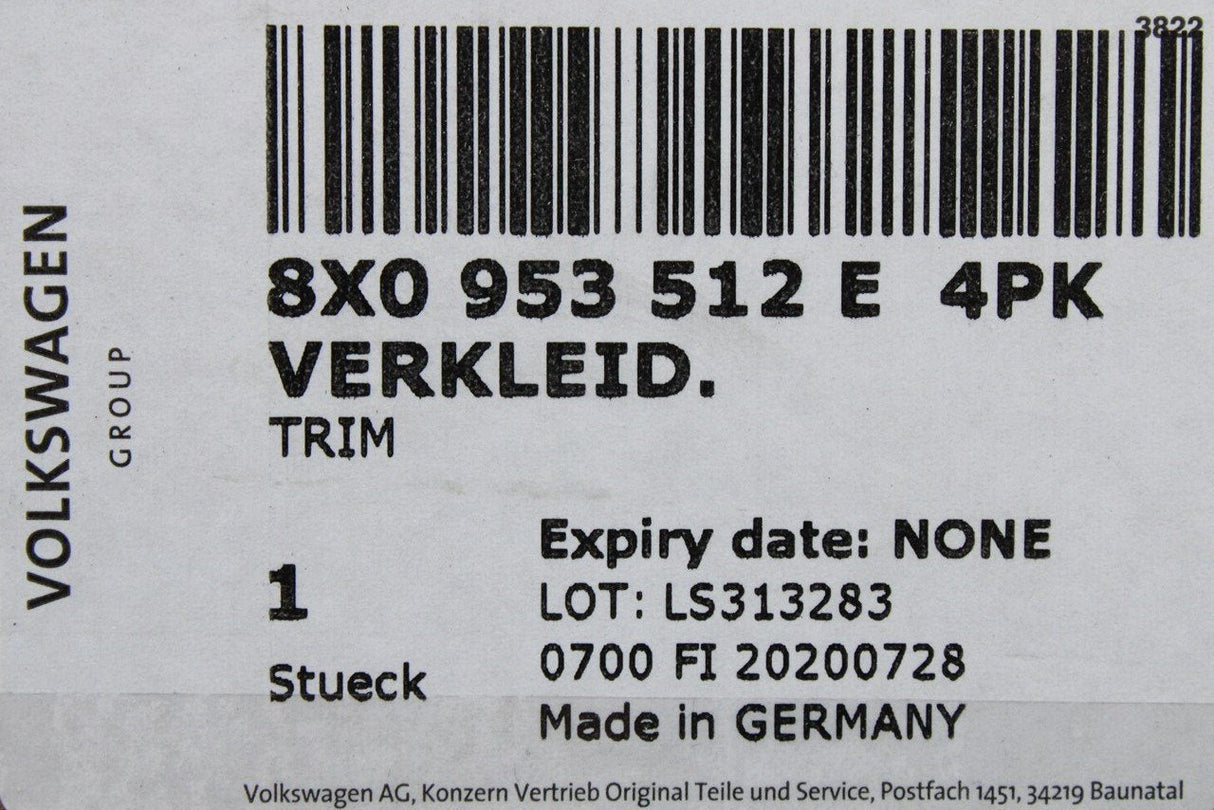 3822
8X0 953 512 E 4PK
VERKLEID.
TRIM
VOLKSWAGEN
GROUP
Expiry date: NONE
1
LOT: LS313283
0700 FI 20200728
Stueck
Made in GERMANY
Volkswagen AG, Konzern Vertrieb Original Teile und Service, Postfach 1451, 34219 Baunatal